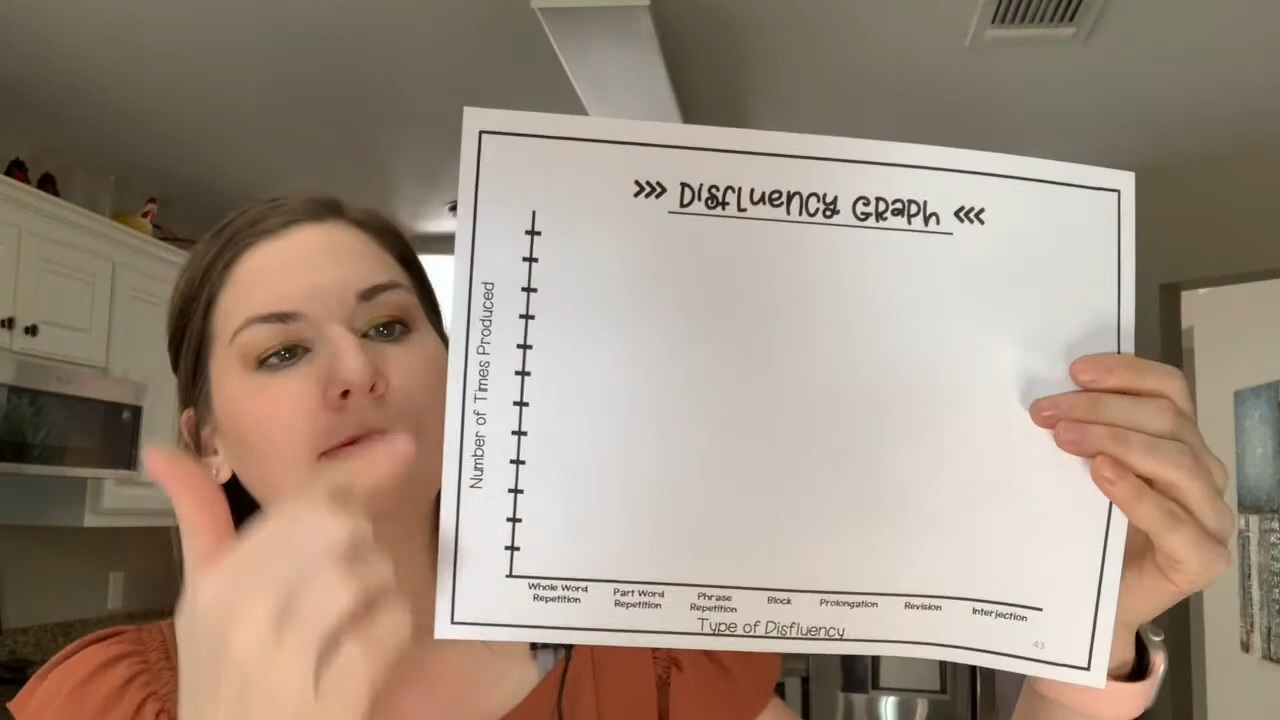 >>> Disfluency Graph <<<
Number of Times Produced
Whole Word Repetition
Part Word Repetition
Phrase Repetition
Block
Prolongation
Revision
Interjection
Type of Disfluency
43